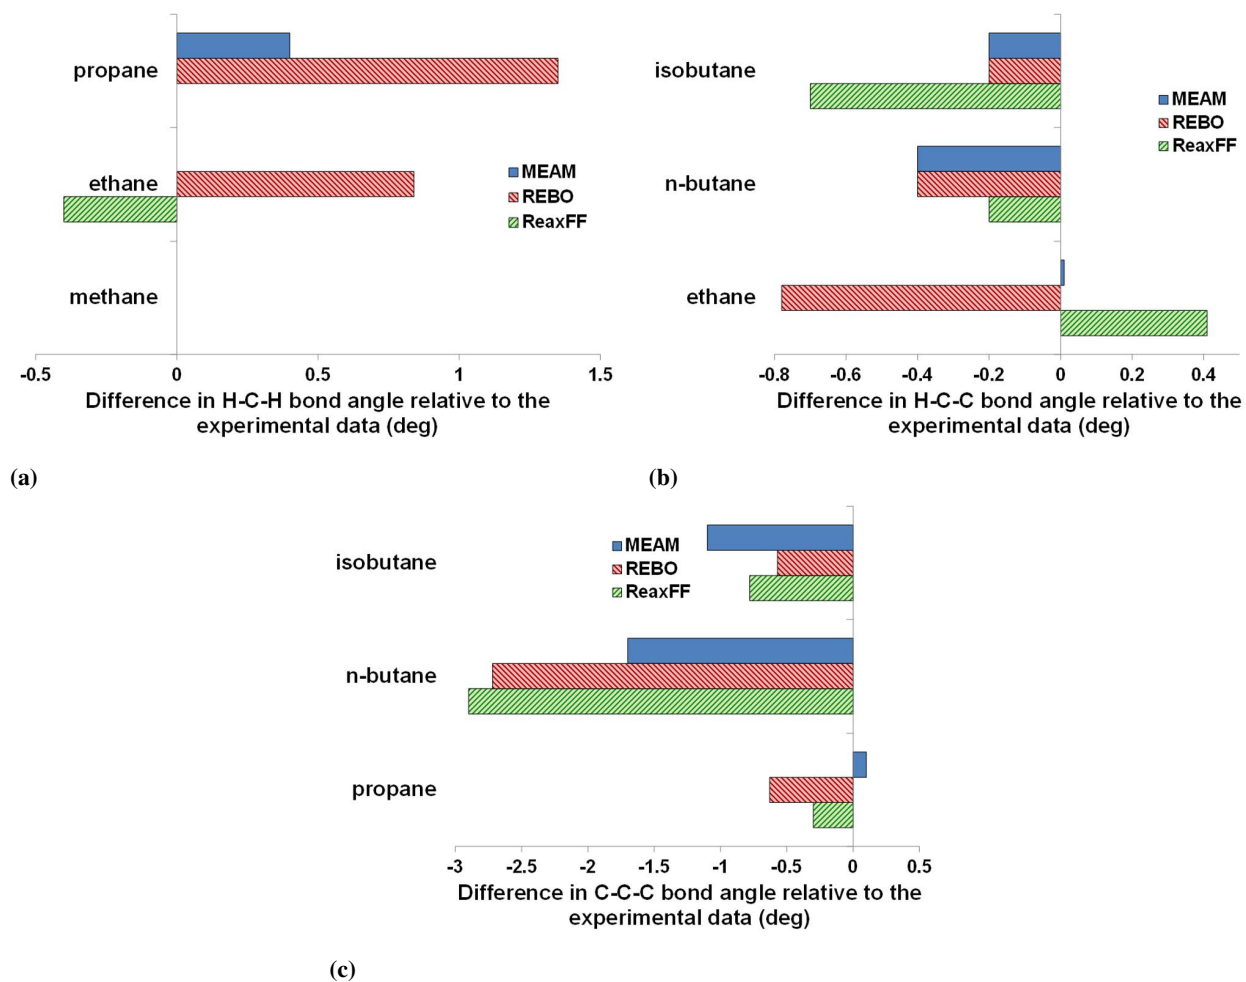 propane
ethane
methane
MEAM
REBO
ReaxFF
-0.5 0 0.5 1 1.5
Difference in H-C-H bond angle relative to the
experimental data (deg)
(a)
isobutane
n-butane
ethane
MEAM
REBO
ReaxFF
-0.8 -0.6 -0.4 -0.2 0 0.2 0.4
Difference in H-C-C bond angle relative to the
experimental data (deg)
(b)
isobutane
n-butane
propane
MEAM
REBO
ReaxFF
-3 -2.5 -2 -1.5 -1 -0.5 0 0.5
Difference in C-C-C bond angle relative to the
experimental data (deg)
(c)